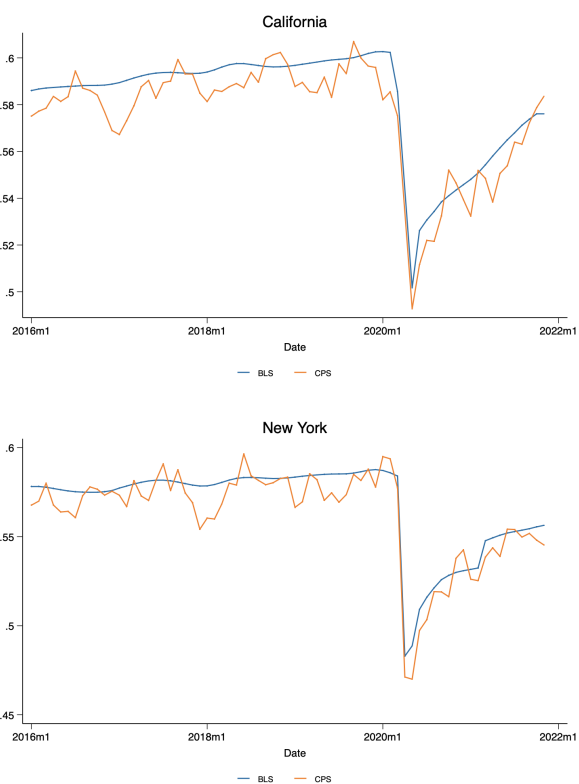 California
.6
.58
.56
.54
.52
.5
2016m1 2018m1 2020m1 2022m1
Date
BLS CPS
New York
.6
.55
.5
.45
2016m1 2018m1 2020m1 2022m1
Date
BLS CPS